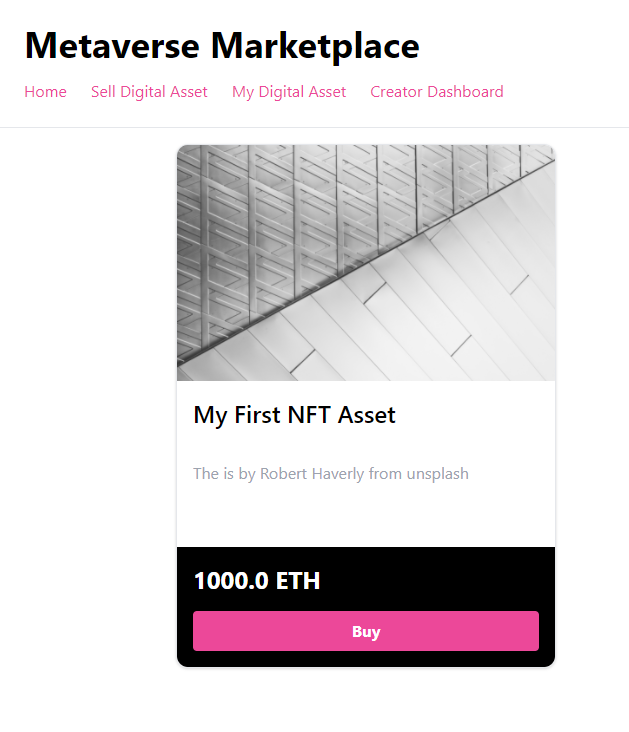 Metaverse Marketplace
Home Sell Digital Asset My Digital Asset Creator Dashboard
My First NFT Asset
The is by Robert Haverly from unsplash
1000.0 ETH
Buy